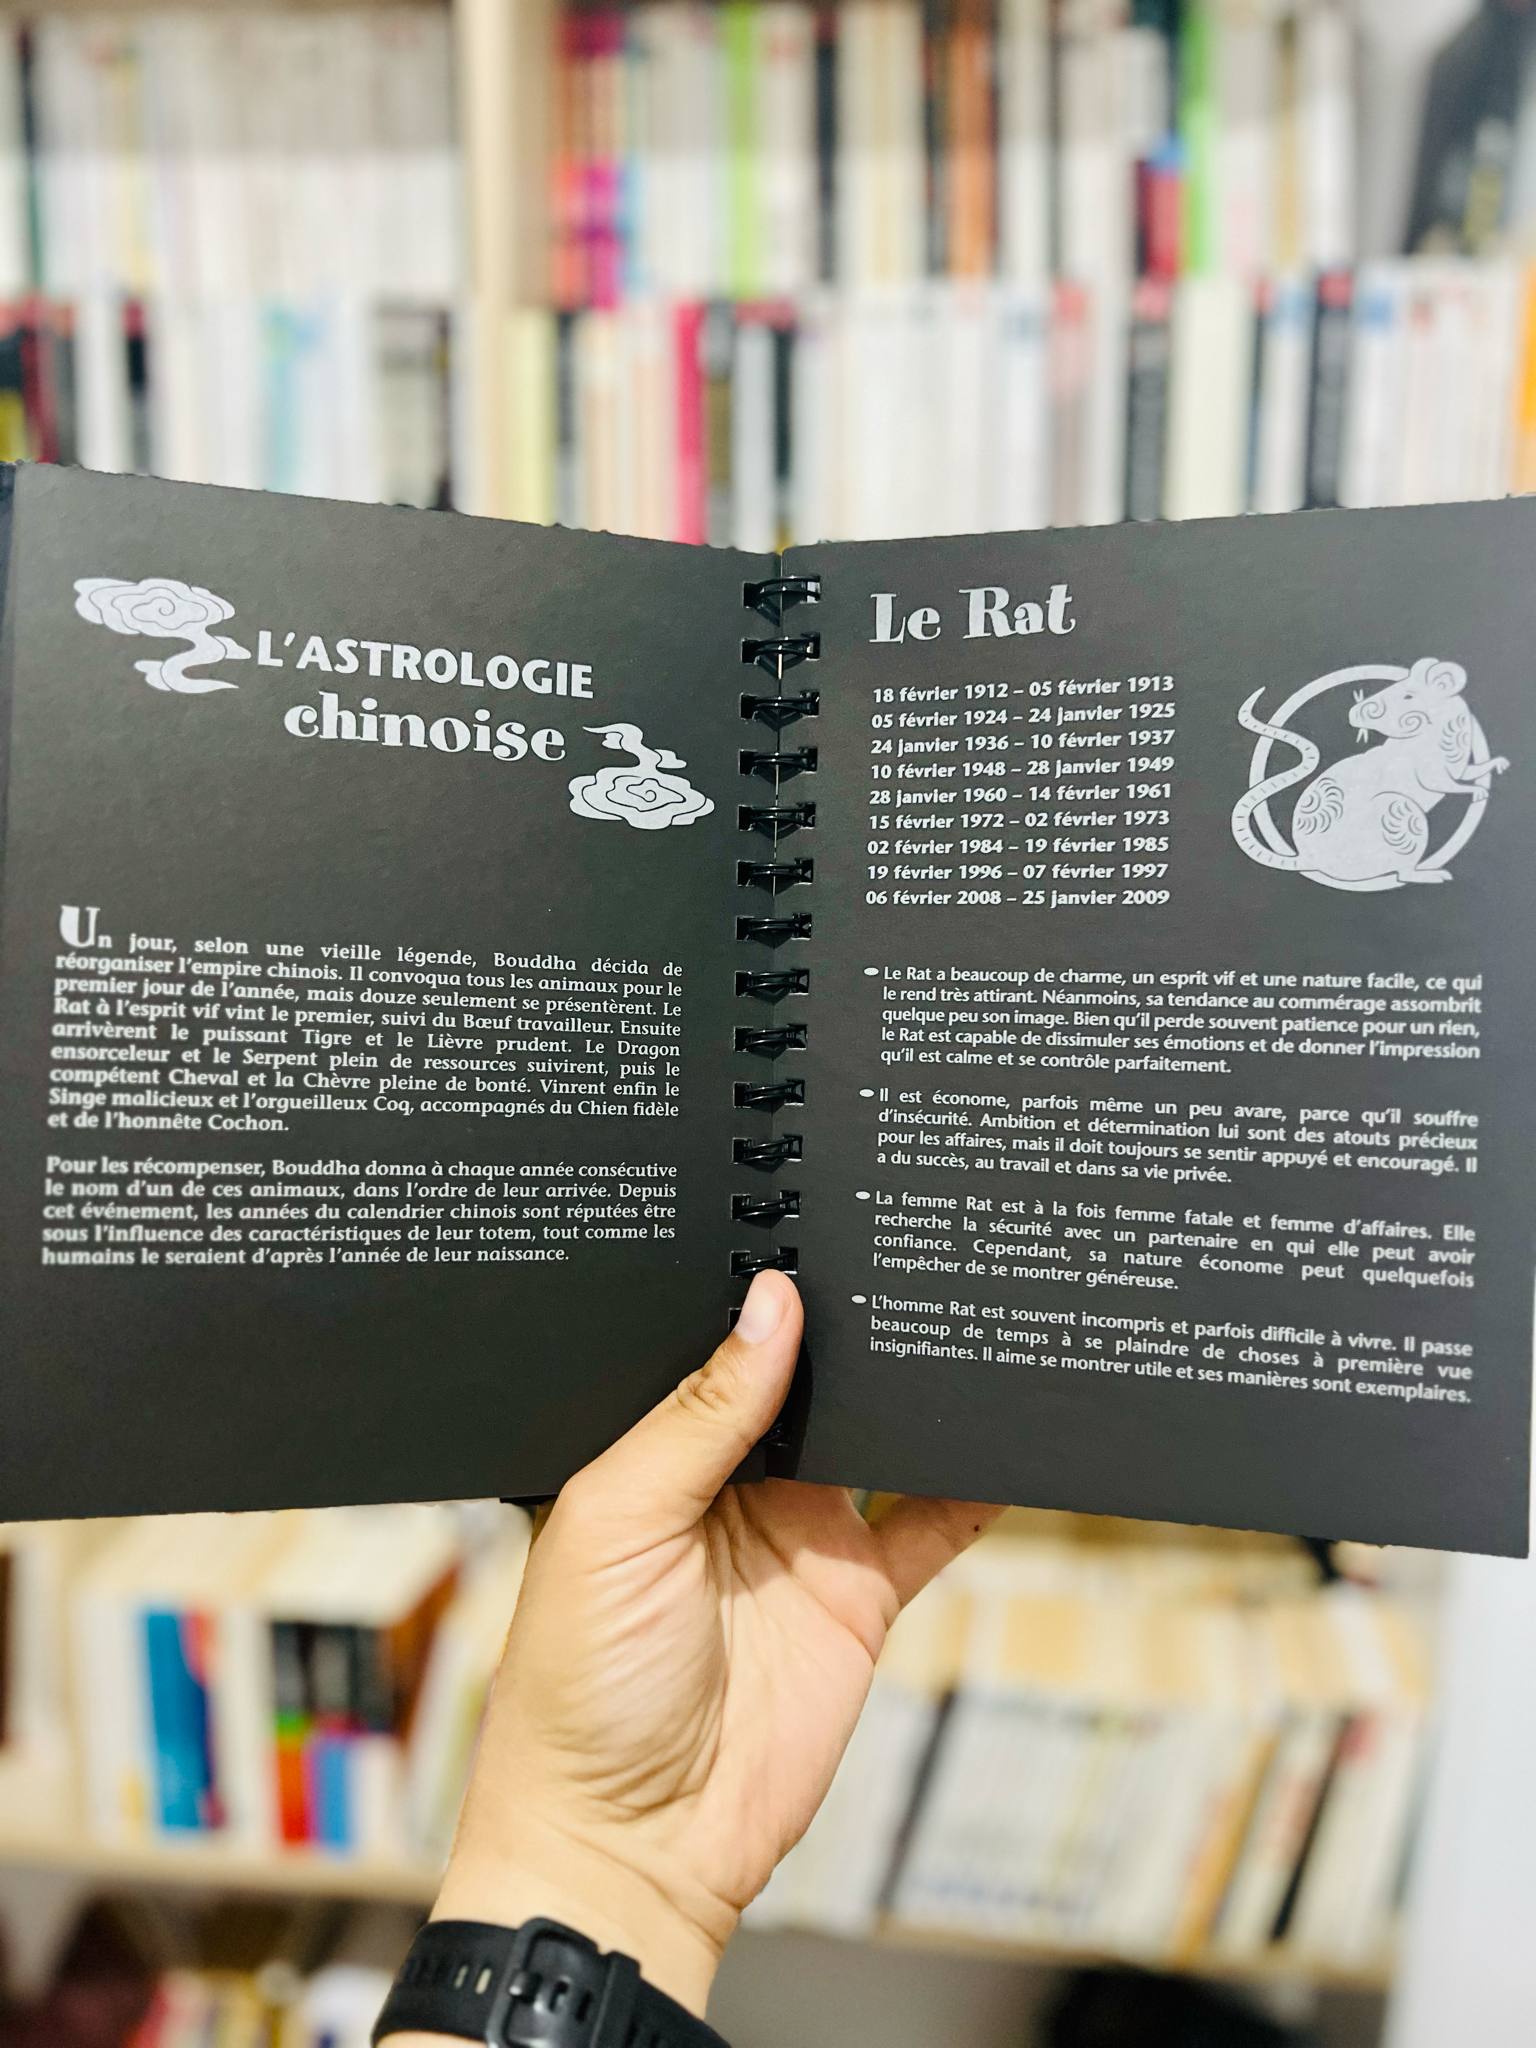 L'ASTROLOGIE
chinoise
Un jour, selon une vieille légende, Bouddha décida de
réorganiser l'empire chinois. Il convoqua tous les animaux pour le
premier jour de l'année, mais douze seulement se présentèrent. Le
Rat à l'esprit vif vint le premier, suivi du Bœuf travailleur. Ensuite
arrivèrent le puissant Tigre et le Lièvre prudent. Le Dragon
ensorceleur et le Serpent plein de ressources suivirent, puis le
compétent Cheval et la Chèvre pleine de bonté. Vinrent enfin le
Singe malicieux et l'orgueilleux Coq, accompagnés du Chien fidèle
et de l'honnête Cochon.
Pour les récompenser, Bouddha donna à chaque année consécutive
le nom d'un de ces animaux, dans l'ordre de leur arrivée. Depuis
cet événement, les années du calendrier chinois sont réputées être
sous l'influence des caractéristiques de leur totem, tout comme les
humains le seraient d'après l'année de leur naissance.
Le Rat
18 février 1912 – 05 février 1913
05 février 1924 – 24 janvier 1925
24 janvier 1936 – 10 février 1937
10 février 1948 – 28 janvier 1949
28 janvier 1960 – 14 février 1961
15 février 1972 – 02 février 1973
02 février 1984 – 19 février 1985
19 février 1996 – 07 février 1997
06 février 2008 – 25 janvier 2009
Le Rat a beaucoup de charme, un esprit vif et une nature facile, ce qui
le rend très attirant. Néanmoins, sa tendance au commérage assombrit
quelque peu son image. Bien qu'il perde souvent patience pour un rien,
le Rat est capable de dissimuler ses émotions et de donner l'impression
qu'il est calme et se contrôle parfaitement.
Il est économe, parfois même un peu avare, parce qu'il souffre
d'insécurité. Ambition et détermination lui sont des atouts précieux
pour les affaires, mais il doit toujours se sentir appuyé et encouragé. Il
a du succès, au travail et dans sa vie privée.
La femme Rat est à la fois femme fatale et femme d'affaires. Elle
recherche la sécurité avec un partenaire en qui elle peut avoir
confiance. Cependant, sa nature économe peut quelquefois
l'empêcher de se montrer généreuse.
L'homme Rat est souvent incompris et parfois difficile à vivre. Il passe
beaucoup de temps à se plaindre de choses à première vue
insignifiantes. Il aime se montrer utile et ses manières sont exemplaires.